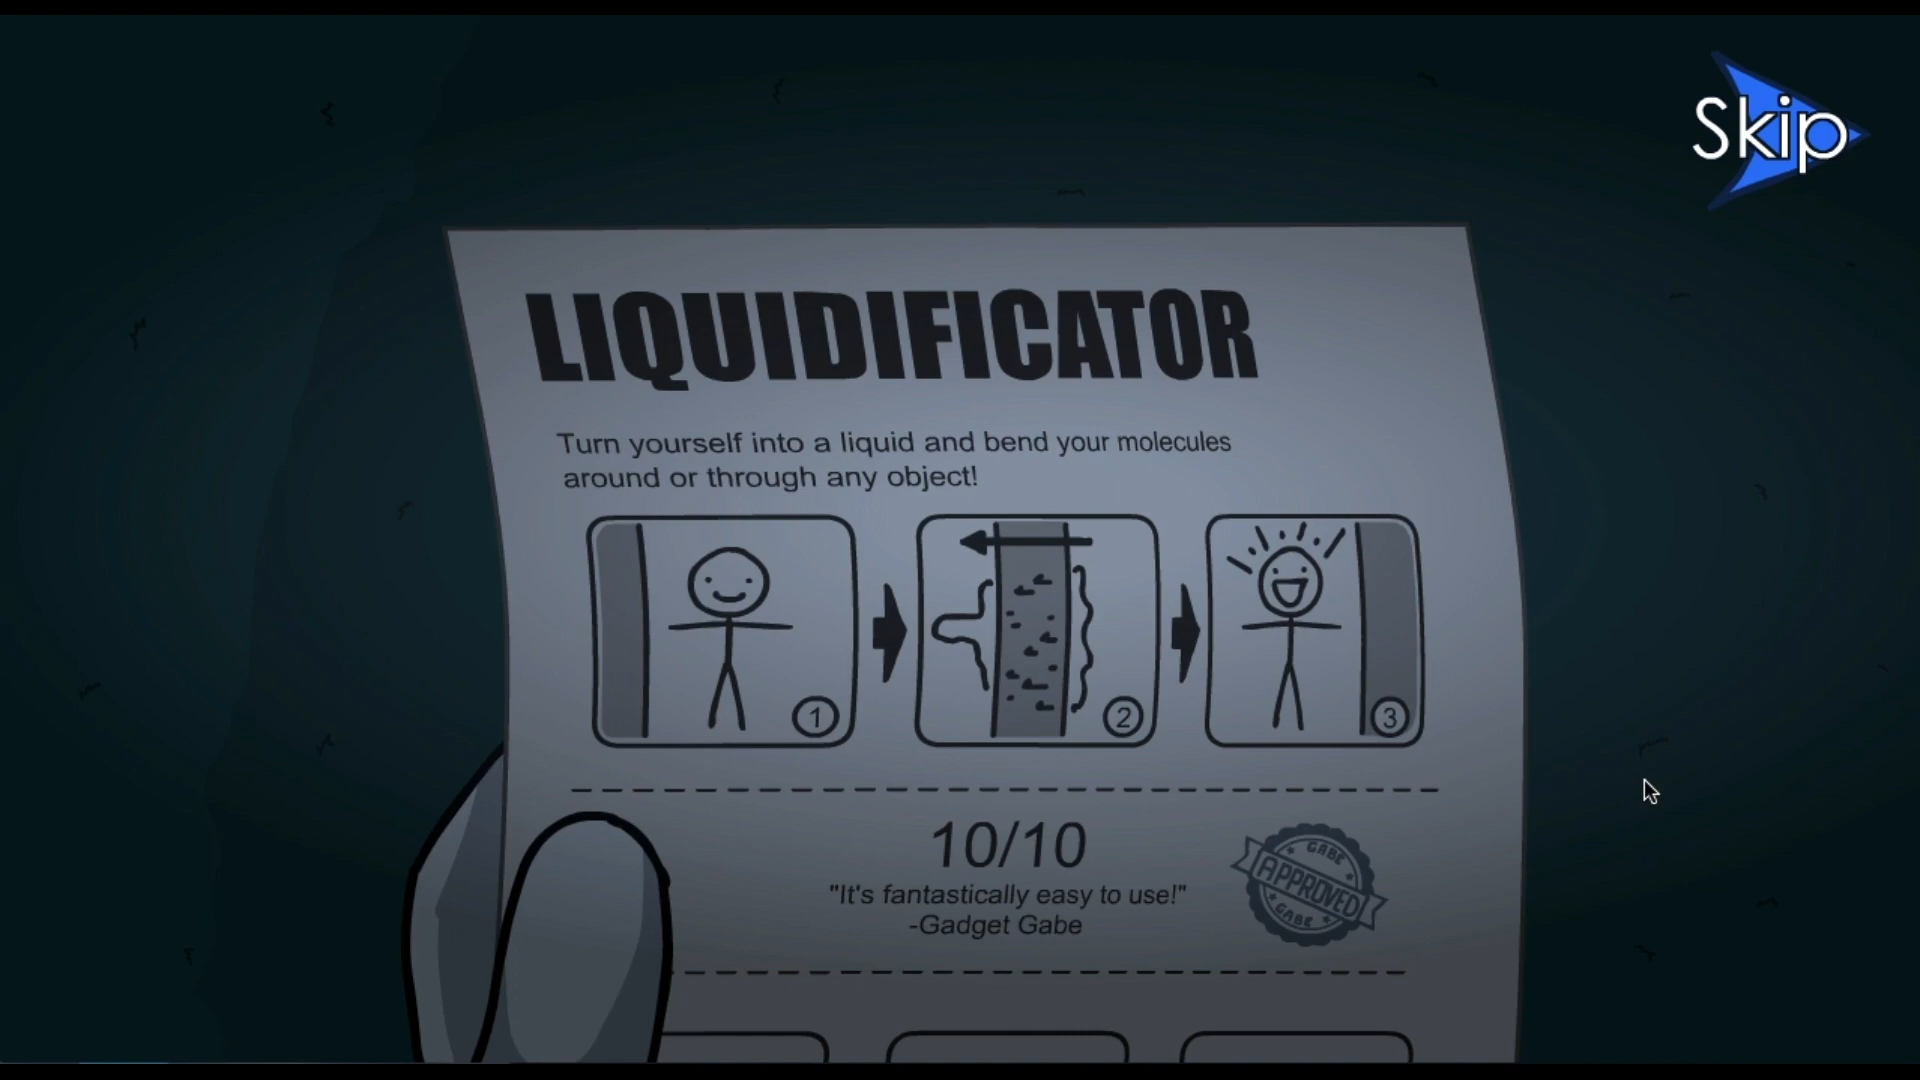 Skip
LIQUIDIFICATOR
Turn yourself into a liquid and bend your molecules
around or through any object!
1
2
3
10/10
"It's fantastically easy to use!"
-Gadget Gabe
GABE
APPROVED
GABE